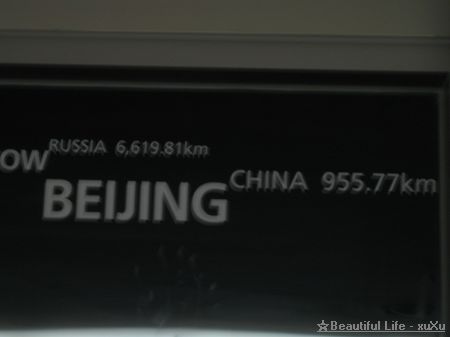 OW RUSSIA 6,619.81km
BEIJING CHINA 955.77km
☆Beautiful Life - xuXu